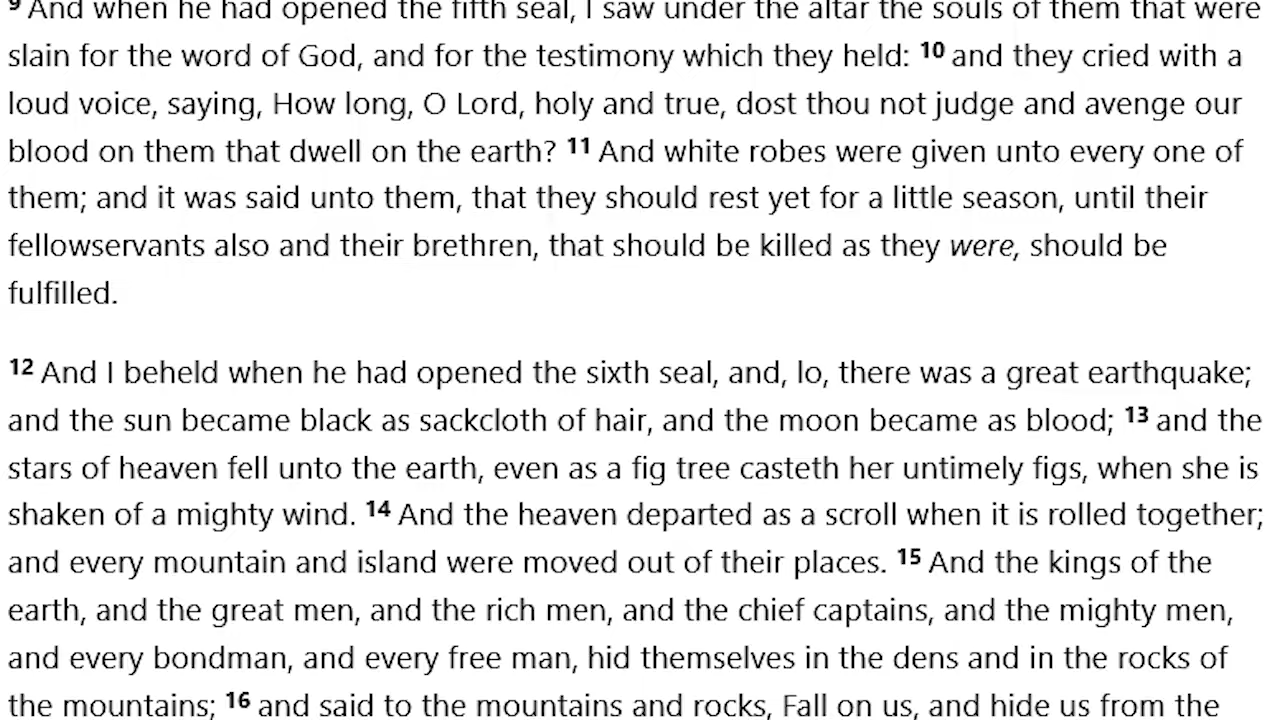 9 And when he had opened the fifth seal, I saw under the altar the souls of them that were
slain for the word of God, and for the testimony which they held: 10 and they cried with a
loud voice, saying, How long, O Lord, holy and true, dost thou not judge and avenge our
blood on them that dwell on the earth? 11 And white robes were given unto every one of
them; and it was said unto them, that they should rest yet for a little season, until their
fellowservants also and their brethren, that should be killed as they were, should be
fulfilled.
12 And I beheld when he had opened the sixth seal, and, lo, there was a great earthquake;
and the sun became black as sackcloth of hair, and the moon became as blood; 13 and the
stars of heaven fell unto the earth, even as a fig tree casteth her untimely figs, when she is
shaken of a mighty wind. 14 And the heaven departed as a scroll when it is rolled together;
and every mountain and island were moved out of their places. 15 And the kings of the
earth, and the great men, and the rich men, and the chief captains, and the mighty men,
and every bondman, and every free man, hid themselves in the dens and in the rocks of
the mountains; 16 and said to the mountains and rocks, Fall on us, and hide us from the